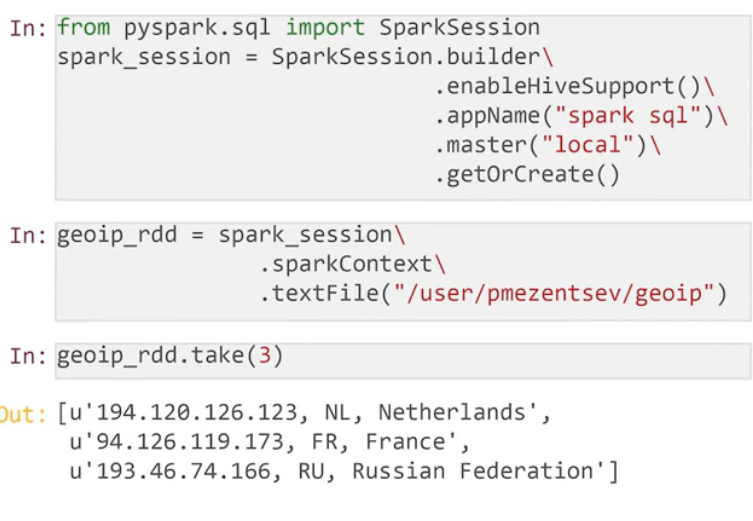 In: from pyspark.sql import SparkSession
spark_session = SparkSession.builder\
.enableHiveSupport()\
.appName("spark sql")\
.master("local")\
.getOrCreate()
In: geoip_rdd = spark_session\
.sparkContext\
.textFile("/user/pmezentsev/geoip")
In: geoip_rdd.take(3)
Out: [u'194.120.126.123, NL, Netherlands',
u'94.126.119.173, FR, France',
u'193.46.74.166, RU, Russian Federation']